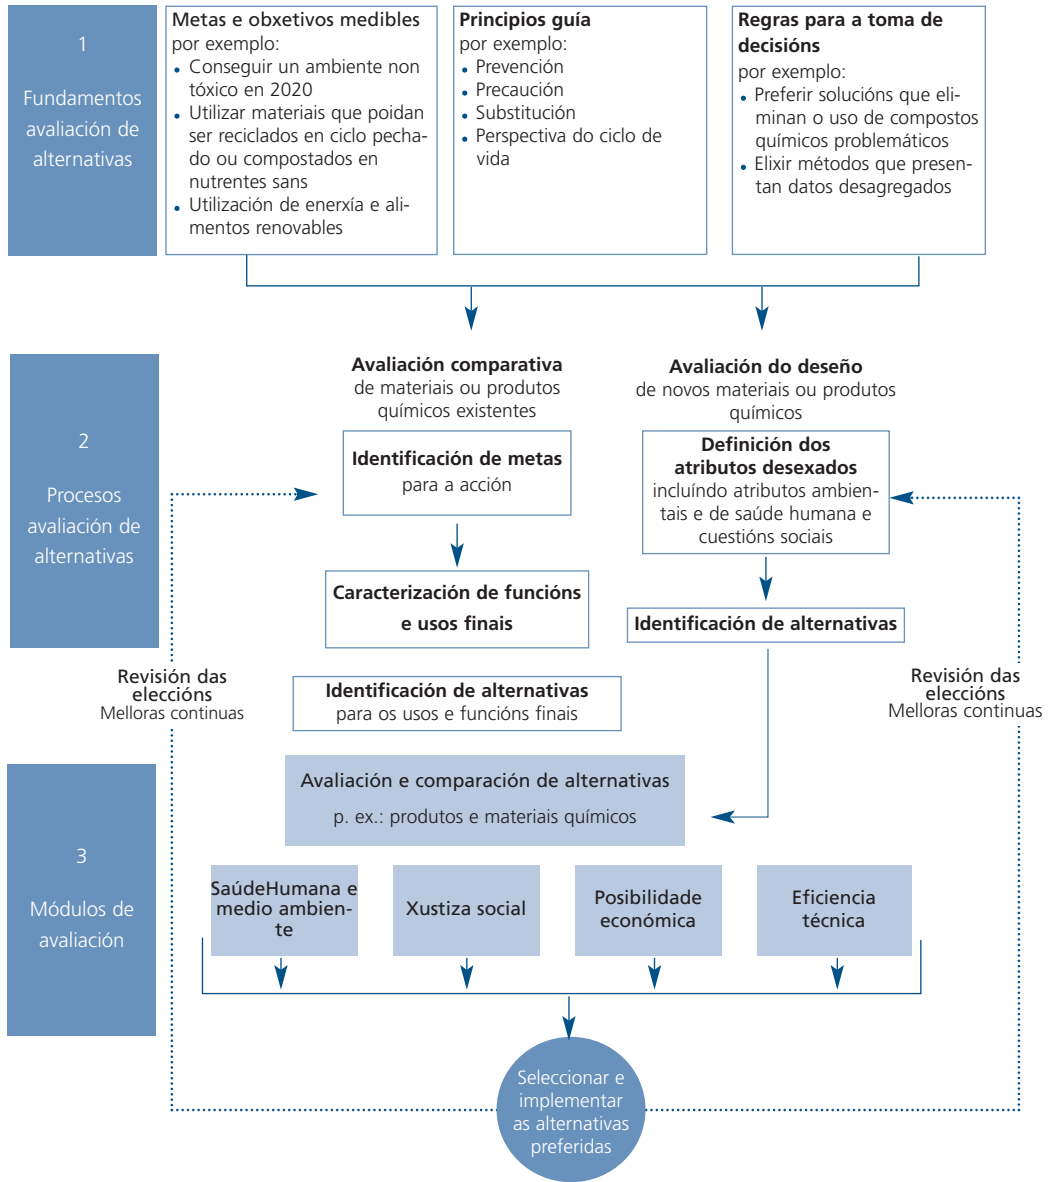 1
Fundamentos
avaliación de
alternativas
Metas e obxetivos medibles
por exemplo:
• Conseguir un ambiente non
tóxico en 2020
• Utilizar materiais que poidan
ser reciclados en ciclo pecha-
do ou compostados en
nutrentes sans
• Utilización de enerxía e ali-
mentos renovables
Principios guía
por exemplo:
• Prevención
• Precaución
• Substitución
• Perspectiva do ciclo de
vida
Regras para a toma de
decisións
por exemplo:
• Preferir solucións que eli-
minan o uso de compostos
químicos problemáticos
• Elixir métodos que presen-
tan datos desagregados
2
Procesos
avaliación de
alternativas
Avaliación comparativa
de materiais ou produtos
químicos existentes
Identificación de metas
para a acción
Caracterización de funcións
e usos finais
Identificación de alternativas
para os usos e funcións finais
Avaliación do deseño
de novos materiais ou produtos
químicos
Definición dos
atributos desexados
incluíndo atributos ambien-
tais e de saúde humana e
cuestións sociais
Identificación de alternativas
Revisión das
eleccións
Melloras continuas
Revisión das
eleccións
Melloras continuas
3
Módulos de
avaliación
Avaliación e comparación de alternativas
p. ex.: produtos e materiais químicos
SaúdeHumana e
medio ambien-
te
Xustiza social
Posibilidade
económica
Eficiencia
técnica
Seleccionar e
implementar
as alternativas
preferidas